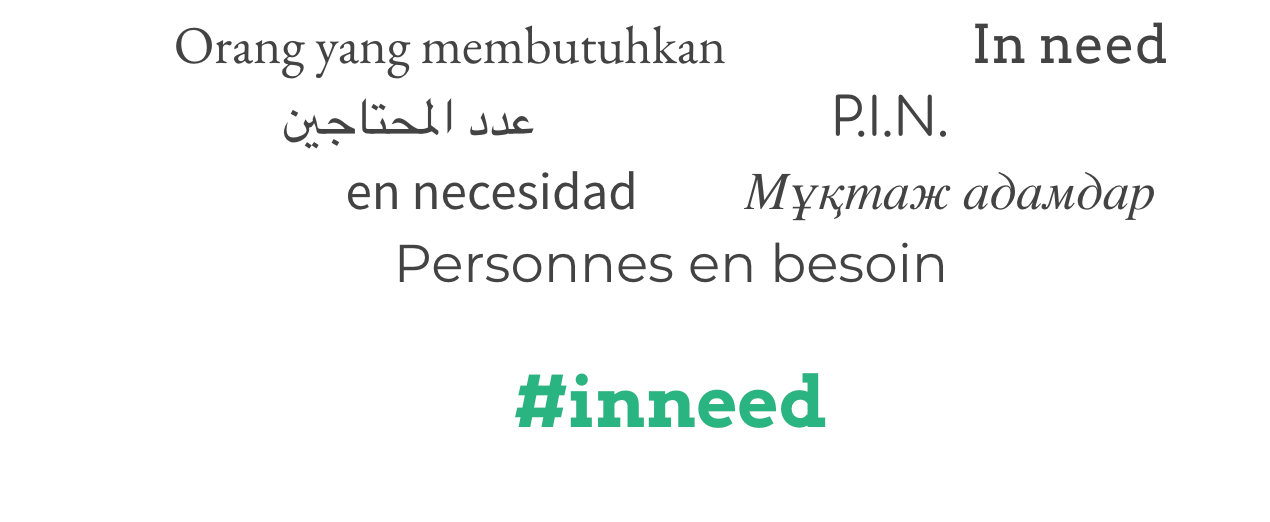 Orang yang membutuhkan
In need
عدد المحتاجين
P.I.N.
en necesidad
Мұқтаж адамдар
Personnes en besoin
#inneed